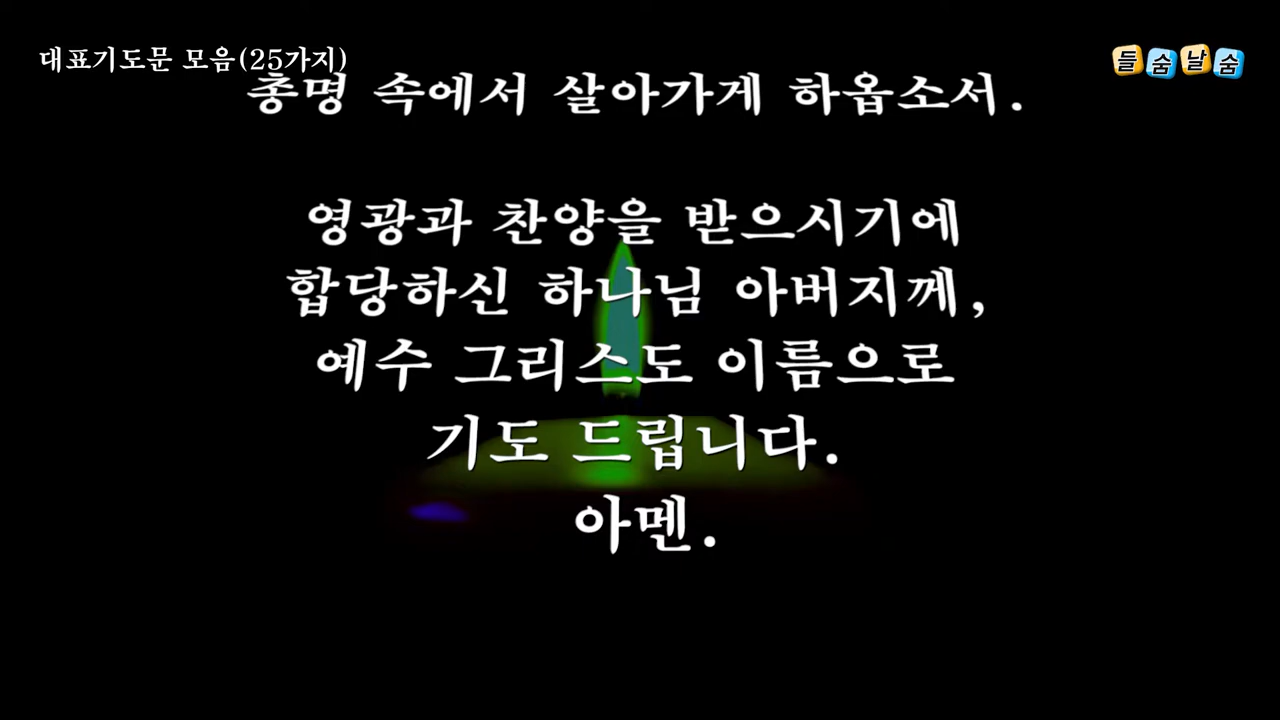 대표기도문 모음(25가지)
들숨날숨
총명 속에서 살아가게 하옵소서.
영광과 찬양을 받으시기에
합당하신 하나님 아버지께,
예수 그리스도 이름으로
기도 드립니다.
아멘.